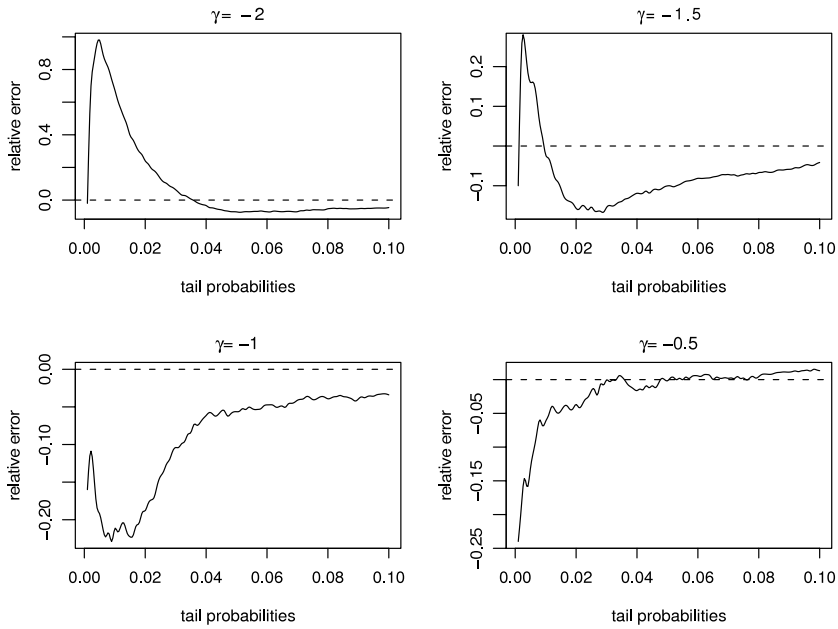 γ= −2
relative error
0.0
0.4
0.8
0.00 0.02 0.04 0.06 0.08 0.10
tail probabilities
γ= −1.5
relative error
−0.1
0.1
0.2
0.00 0.02 0.04 0.06 0.08 0.10
tail probabilities
γ= −1
relative error
−0.20
−0.10
0.00
0.00 0.02 0.04 0.06 0.08 0.10
tail probabilities
γ= −0.5
relative error
−0.25
−0.15
−0.05
0.00 0.02 0.04 0.06 0.08 0.10
tail probabilities